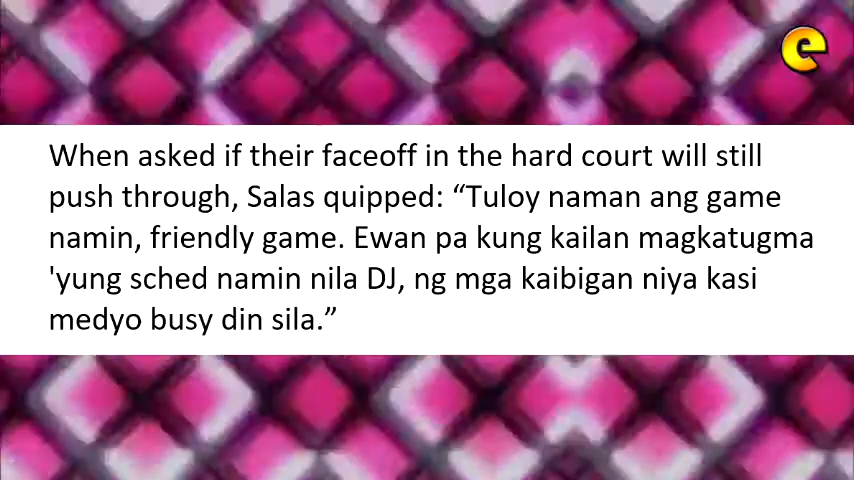 e
When asked if their faceoff in the hard court will still
push through, Salas quipped: “Tuloy naman ang game
namin, friendly game. Ewan pa kung kailan magkatugma
'yung sched namin nila DJ, ng mga kaibigan niya kasi
medyo busy din sila.”